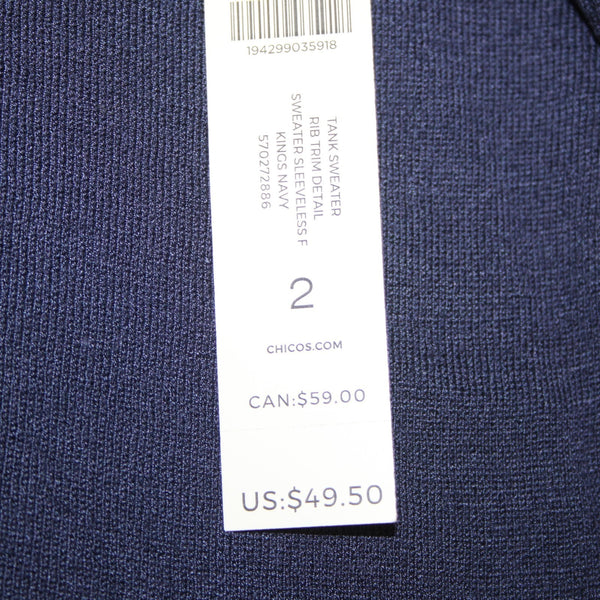 194299035918
TANK SWEATER
RIB TRIM DETAIL
SWEATER SLEEVELESS F
KINGS NAVY
570272886
2
CHICOS.COM
CAN:$59.00
US:$49.50